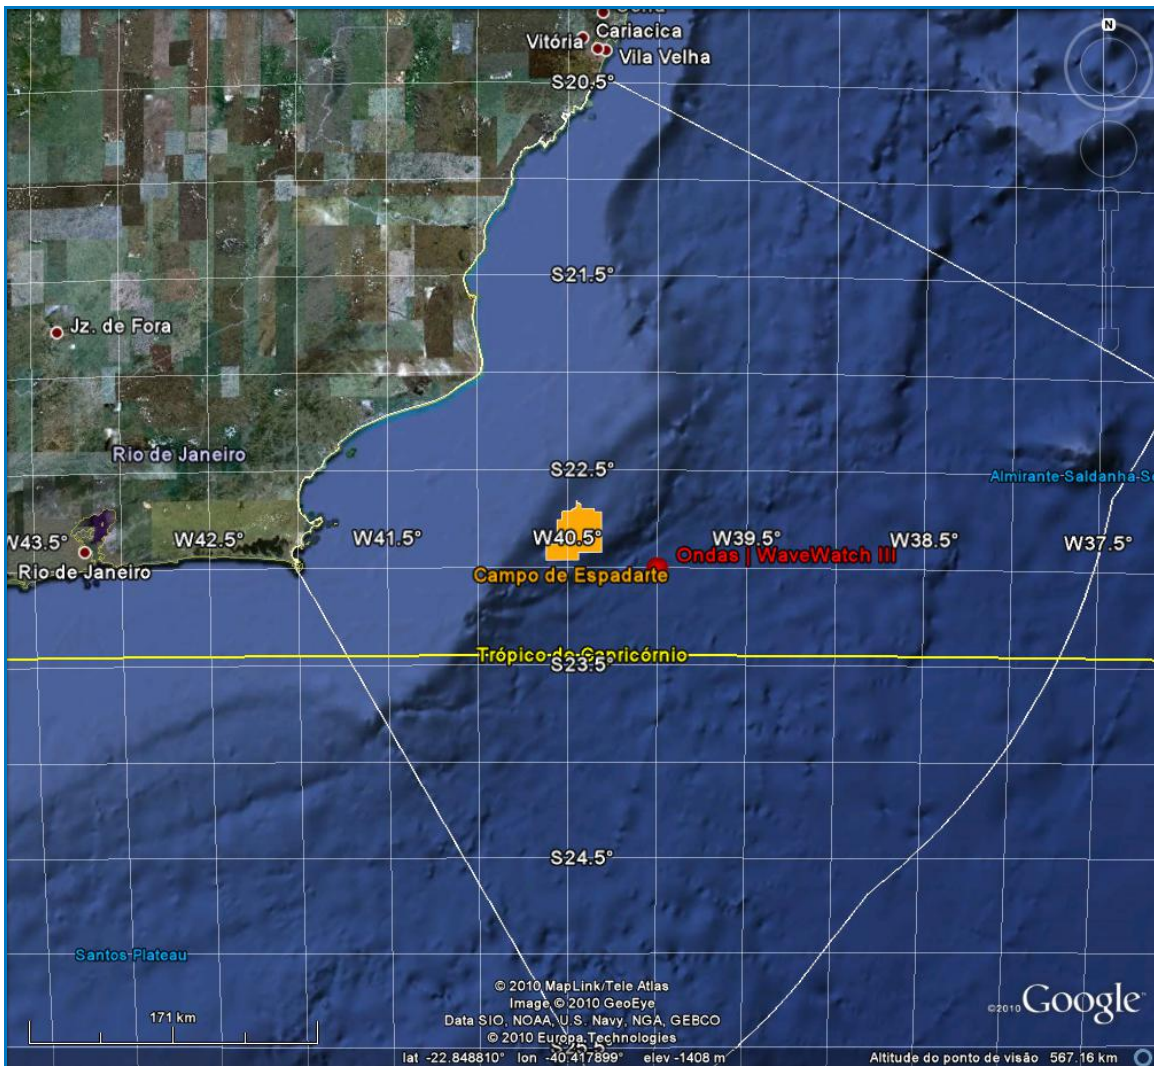 N
Cariacica
Vitória
Vila Velha
S20.5°
S21.5°
Jz. de Fora
Rio de Janeiro
S22.5°
Almirante Saldanha
W43.5°
W42.5°
W41.5°
W40.5°
W39.5°
W38.5°
W37.5°
Ondas | WaveWatch III
Rio de Janeiro
Campo de Espadarte
Trópico de Capricórnio
S23.5°
S24.5°
Santos Plateau
© 2010 MapLink/Tele Atlas
Image © 2010 GeoEye
Data SIO, NOAA, U.S. Navy, NGA, GEBCO
© 2010 Europa Technologies
©2010 Google
171 km
S25.5°
lat -22.848810° lon -40.417899° elev -1408 m
Altitude do ponto de visão 567.16 km